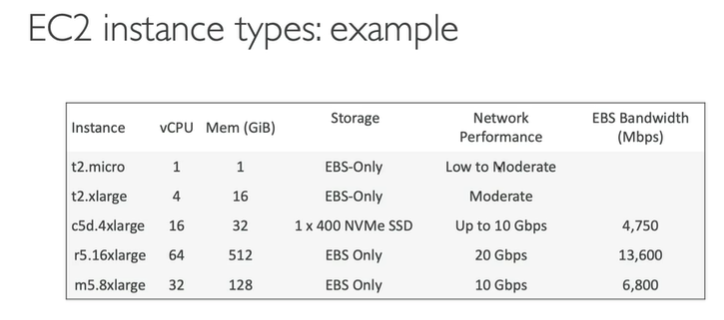 EC2 instance types: example
Instance vCPU Mem (GiB) Storage Network Performance EBS Bandwidth (Mbps)
t2.micro 1 1 EBS-Only Low to Moderate
t2.xlarge 4 16 EBS-Only Moderate
c5d.4xlarge 16 32 1 x 400 NVMe SSD Up to 10 Gbps 4,750
r5.16xlarge 64 512 EBS Only 20 Gbps 13,600
m5.8xlarge 32 128 EBS Only 10 Gbps 6,800